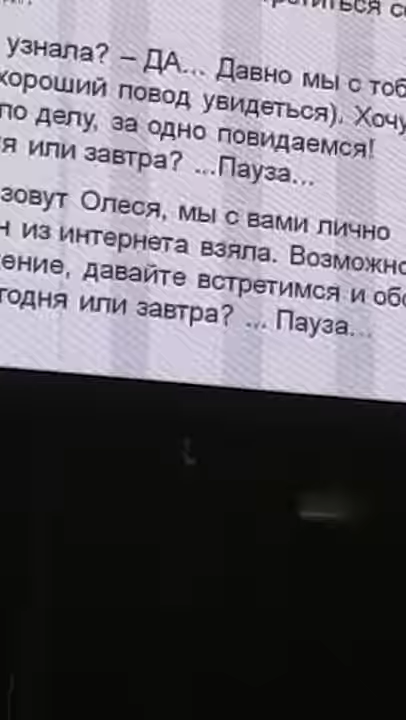 узнала? – ДА... Давно мы с тоб
хороший повод увидеться). Хочу
по делу, за одно повидаемся!
я или завтра? ...Пауза...
зовут Олеся, мы с вами лично
н из интернета взяла. Возможно
ение, давайте встретимся и обс
годня или завтра? ... Пауза...